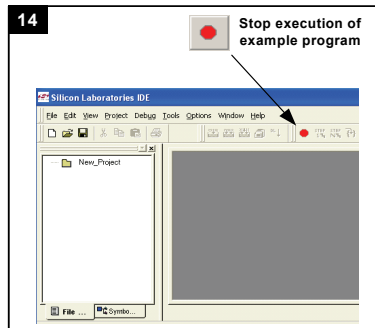 14
Stop execution of
example program
Silicon Laboratories IDE
File Edit View Project Debug Tools Options Window Help
New_Project
File ... Symbo...